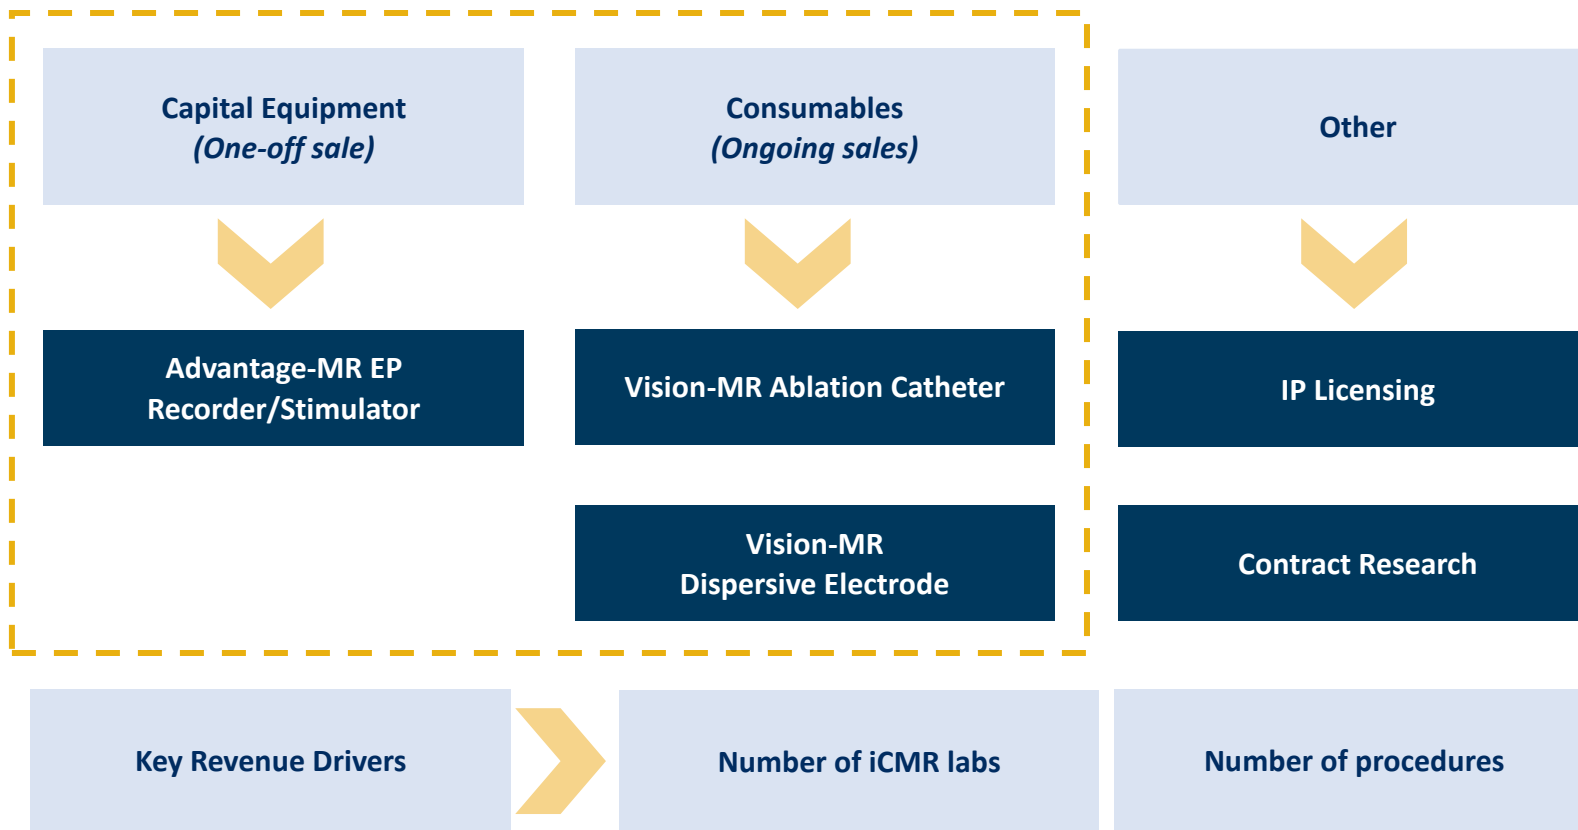 Capital Equipment
(One-off sale)
Consumables
(Ongoing sales)
Other
Advantage-MR EP
Recorder/Stimulator
Vision-MR Ablation Catheter
IP Licensing
Vision-MR
Dispersive Electrode
Contract Research
Key Revenue Drivers
Number of iCMR labs
Number of procedures